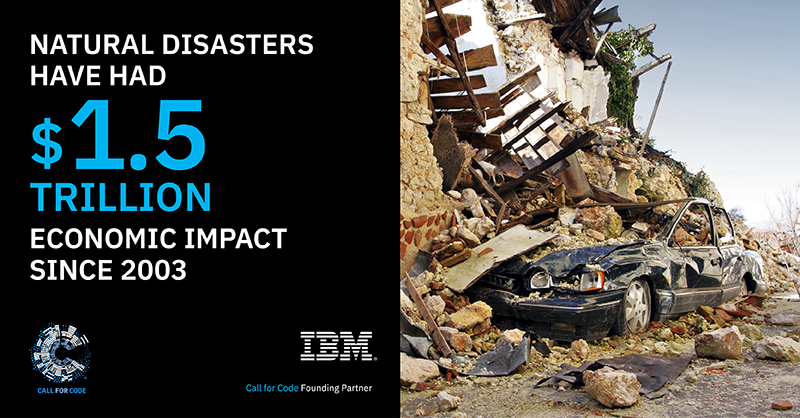 NATURAL DISASTERS
HAVE HAD
$1.5
TRILLION
ECONOMIC IMPACT
SINCE 2003
CALL FOR CODE
IBM®
Call for Code Founding Partner